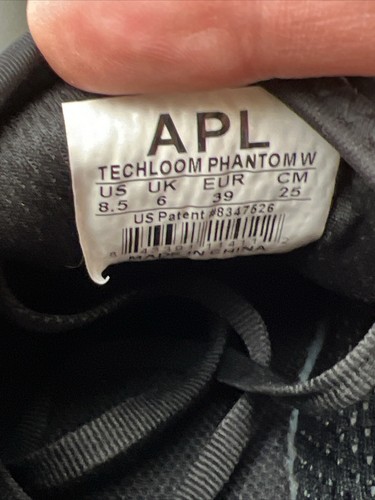 APL
TECHLOOM PHANTOM W
US UK EUR CM
8.5 6 39 25
US Patent #8347526
MADE IN CHINA